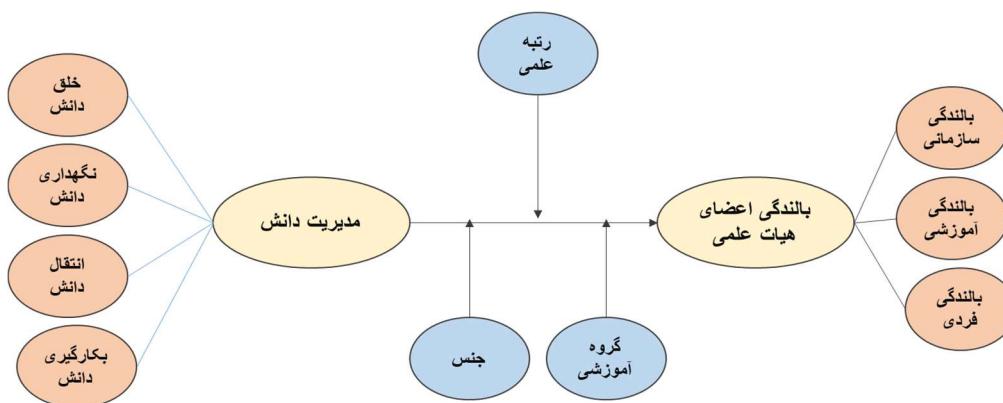 رتبه
علمی
خلق
دانش
نگهداری
دانش
انتقال
دانش
بکارگیری
دانش
مدیریت دانش
بالندگی اعضای
هیات علمی
بالندگی
سازمانی
بالندگی
آموزشی
بالندگی
فردی
جنس
گروه
آموزشی